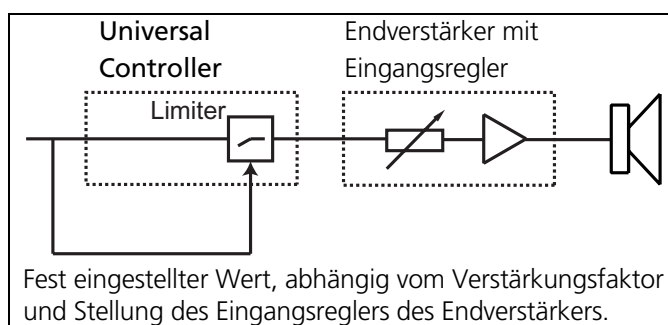 Universal Controller
Endverstärker mit Eingangsregler
Limiter
Fest eingestellter Wert, abhängig vom Verstärkungsfaktor
und Stellung des Eingangsreglers des Endverstärkers.